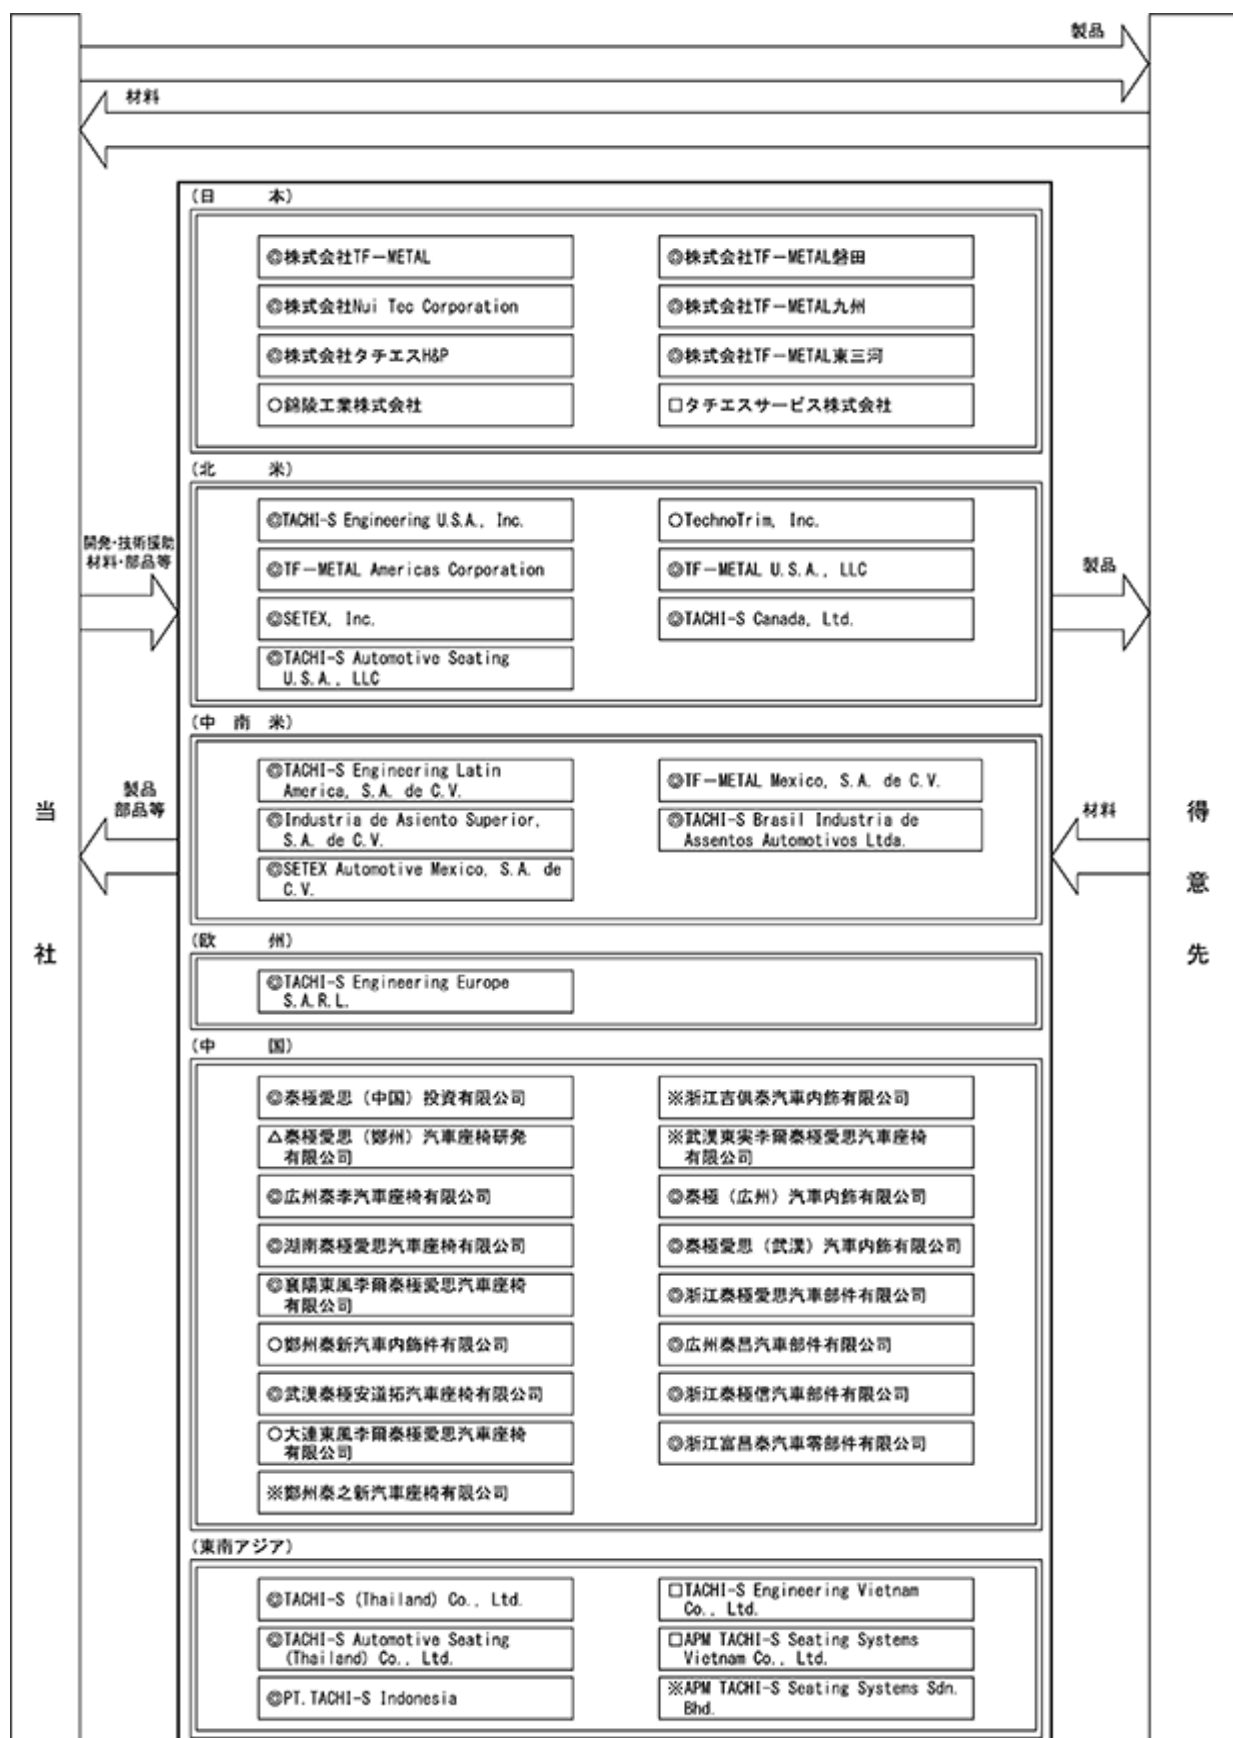 製品
材料
(日 本)
◎株式会社TF－METAL
◎株式会社TF－METAL磐田
◎株式会社Nui Tec Corporation
◎株式会社TF－METAL九州
◎株式会社タチエスH&P
◎株式会社TF－METAL東三河
○錦陵工業株式会社
□タチエスサービス株式会社
(北 米)
◎TACHI-S Engineering U.S.A., Inc.
○TechnoTrim, Inc.
開発・技術援助
材料・部品等
◎TF－METAL Americas Corporation
◎TF－METAL U.S.A., LLC
製品
◎SETEX, Inc.
◎TACHI-S Canada, Ltd.
◎TACHI-S Automotive Seating
U.S.A., LLC
(中 南 米)
◎TACHI-S Engineering Latin
America, S.A. de C.V.
◎TF－METAL Mexico, S.A. de C.V.
製品
部品等
◎Industria de Asiento Superior,
S.A. de C.V.
◎TACHI-S Brasil Industria de
Assentos Automotivos Ltda.
材料
◎SETEX Automotive Mexico, S.A. de
C.V.
当
社
得
意
先
(欧 州)
◎TACHI-S Engineering Europe
S.A.R.L.
(中 国)
◎泰極愛思（中国）投資有限公司
※浙江吉俱泰汽車内飾有限公司
△泰極愛思（鄭州）汽車座椅研発
有限公司
※武漢東実李爾泰極愛思汽車座椅
有限公司
◎広州泰李汽車座椅有限公司
◎泰極（広州）汽車内飾有限公司
◎湖南泰極愛思汽車座椅有限公司
◎泰極愛思（武漢）汽車内飾有限公司
◎襄陽東風李爾泰極愛思汽車座椅
有限公司
◎浙江泰極愛思汽車部件有限公司
○鄭州泰新汽車内飾件有限公司
◎広州泰昌汽車部件有限公司
◎武漢泰極安道拓汽車座椅有限公司
◎浙江泰極信汽車部件有限公司
○大連東風李爾泰極愛思汽車座椅
有限公司
◎浙江富昌泰汽車零部件有限公司
※鄭州泰之新汽車座椅有限公司
(東南アジア)
◎TACHI-S (Thailand) Co., Ltd.
□TACHI-S Engineering Vietnam
Co., Ltd.
◎TACHI-S Automotive Seating
(Thailand) Co., Ltd.
□APM TACHI-S Seating Systems
Vietnam Co., Ltd.
◎PT.TACHI-S Indonesia
※APM TACHI-S Seating Systems Sdn.
Bhd.